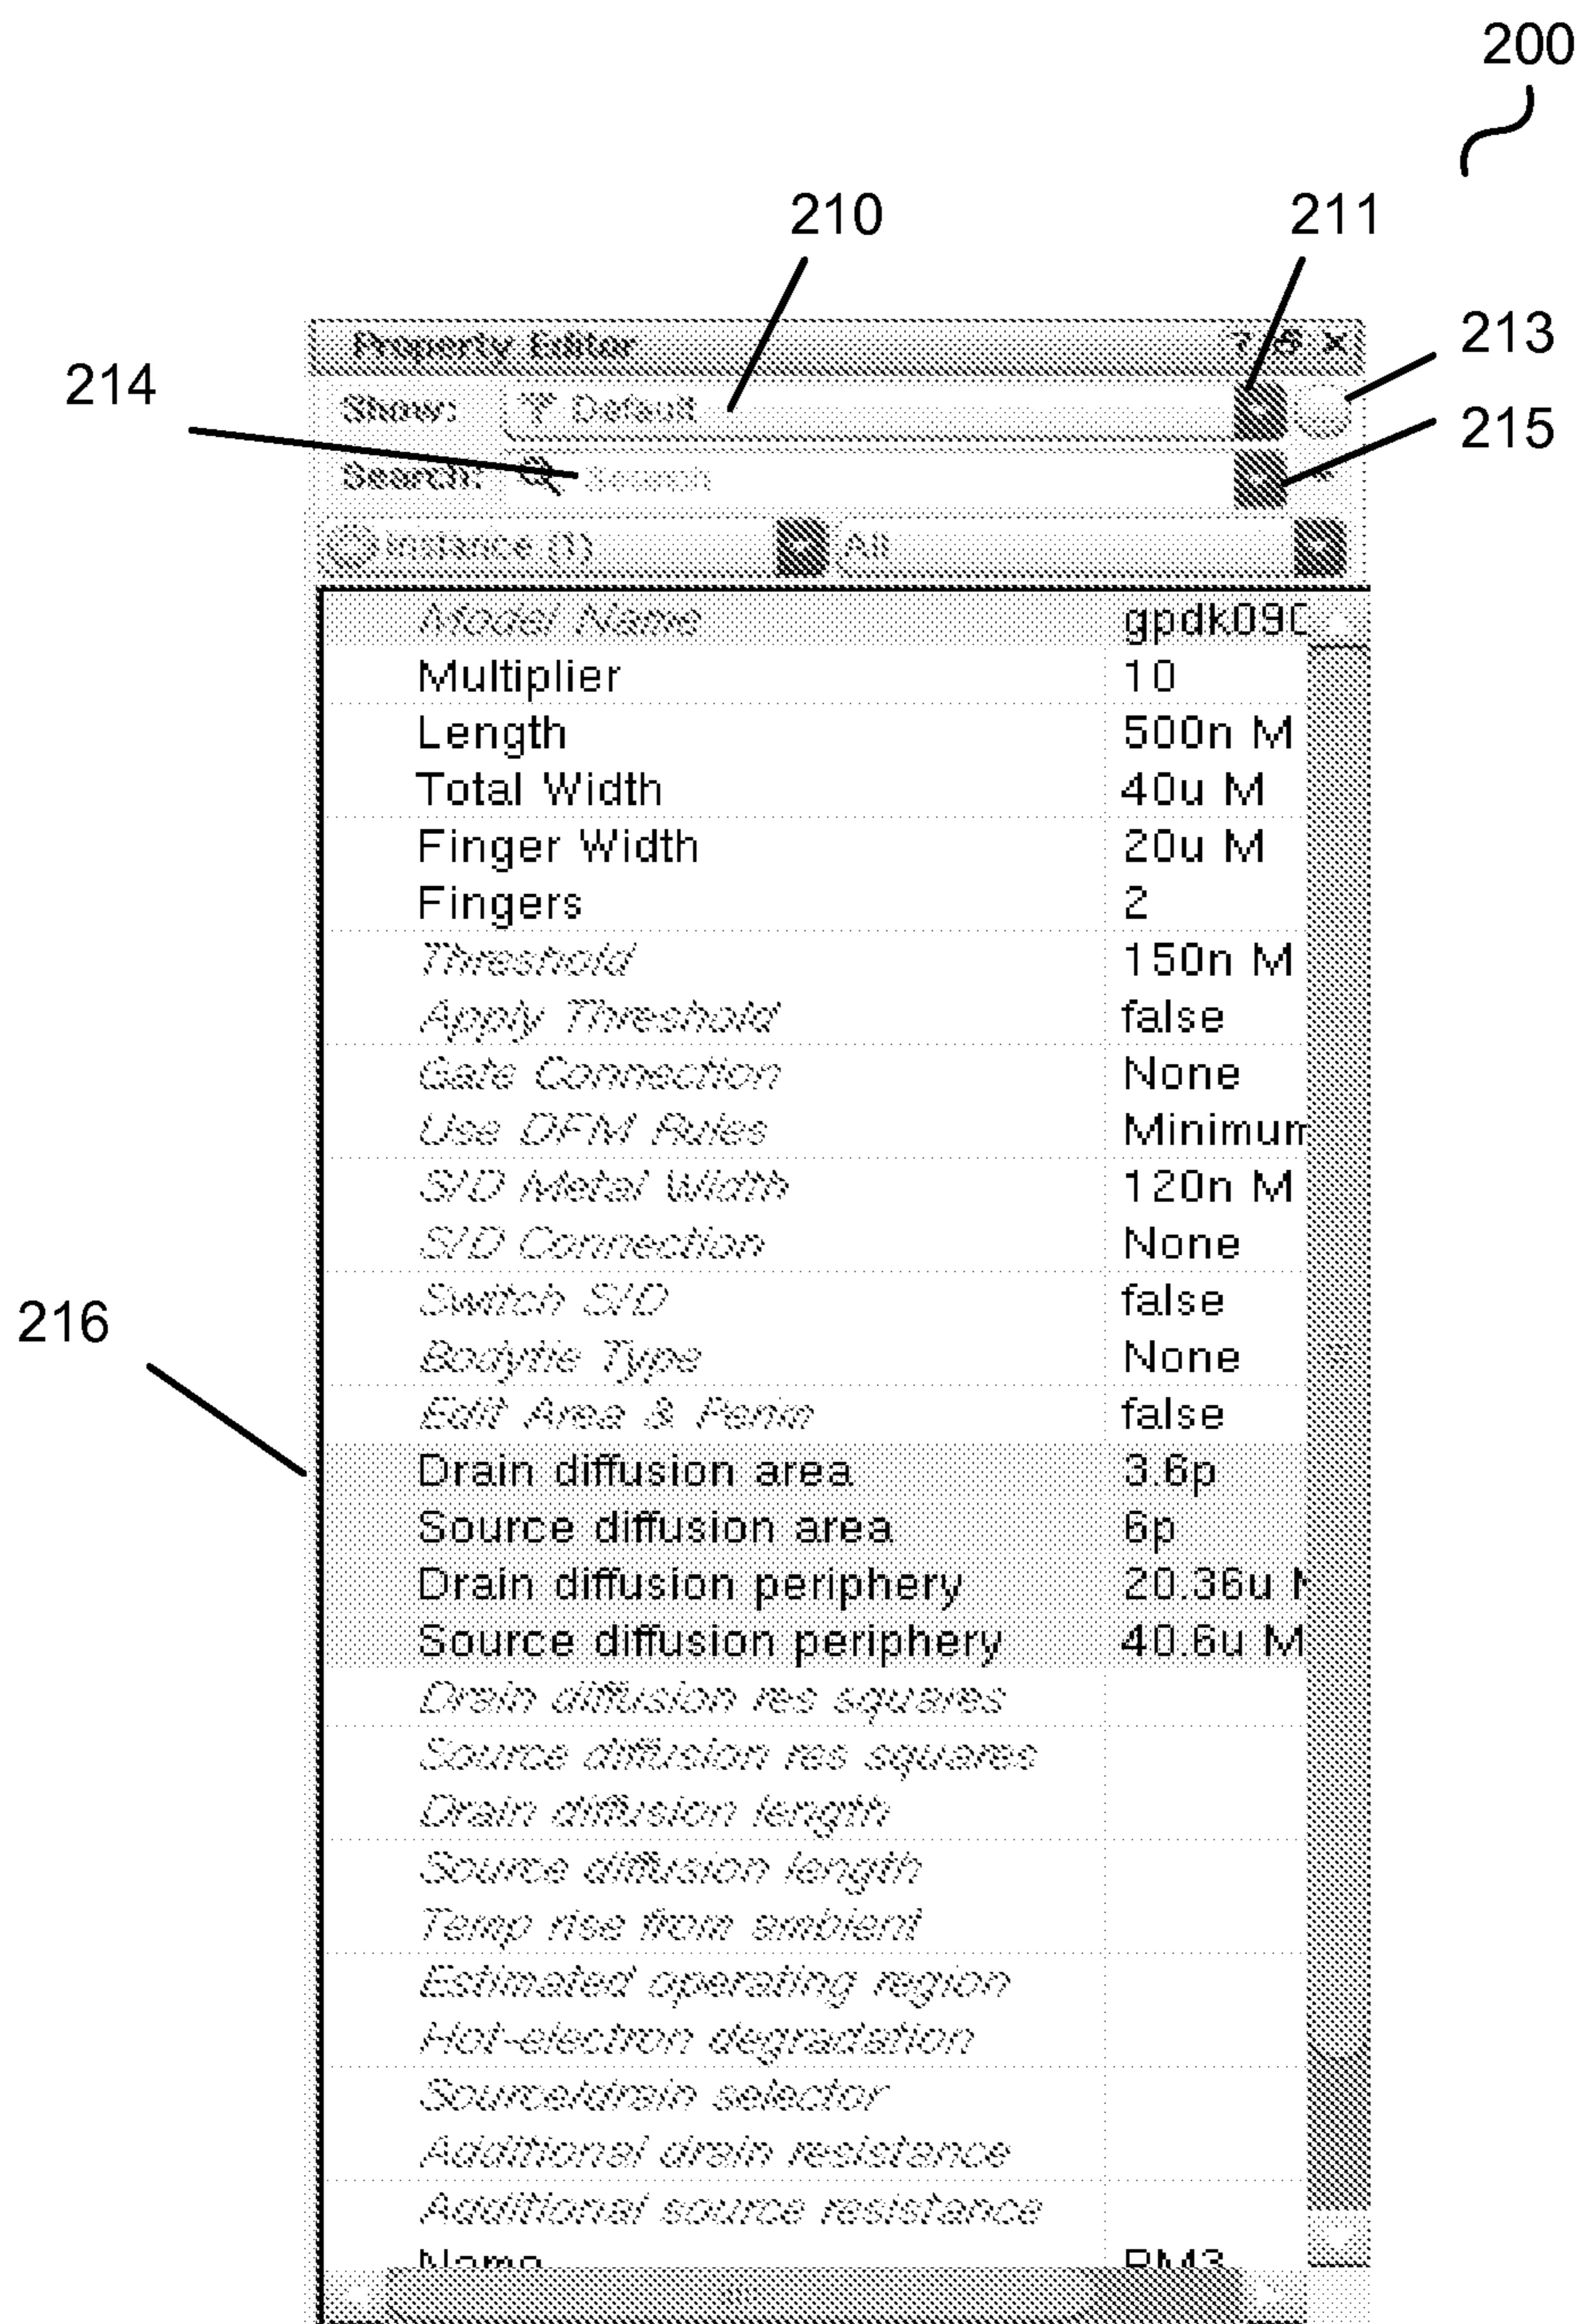 200
210
211
213
214
215
216
Property Editor ? X
Show: Default
Search: Search
Instance (1) All
Model Name gpdk090
Multiplier 10
Length 500n M
Total Width 40u M
Finger Width 20u M
Fingers 2
Threshold 150n M
Apply Threshold false
Gate Connection None
Use DFM Rules Minimum
S/D Metal Width 120n M
S/D Connection None
Switch S/D false
Bodytie Type None
Edit Area & Perim false
Drain diffusion area 3.6p
Source diffusion area 6p
Drain diffusion periphery 20.36u M
Source diffusion periphery 40.6u M
Drain diffusion res squares
Source diffusion res squares
Drain diffusion length
Source diffusion length
Temp rise from ambient
Estimated operating region
Hot-electron degradation
Source/drain selector
Additional drain resistance
Additional source resistance
Name PM3